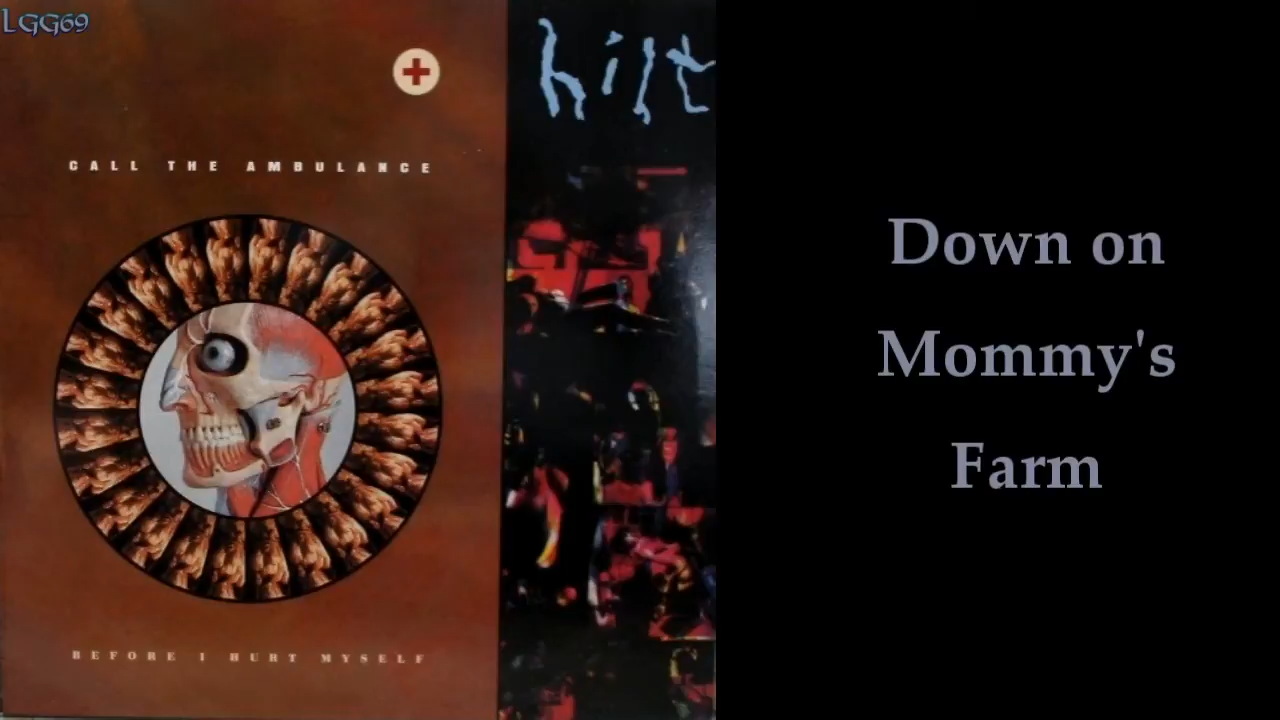 LGG69
hilt
CALL THE AMBULANCE
BEFORE I HURT MYSELF
Down on
Mommy's
Farm